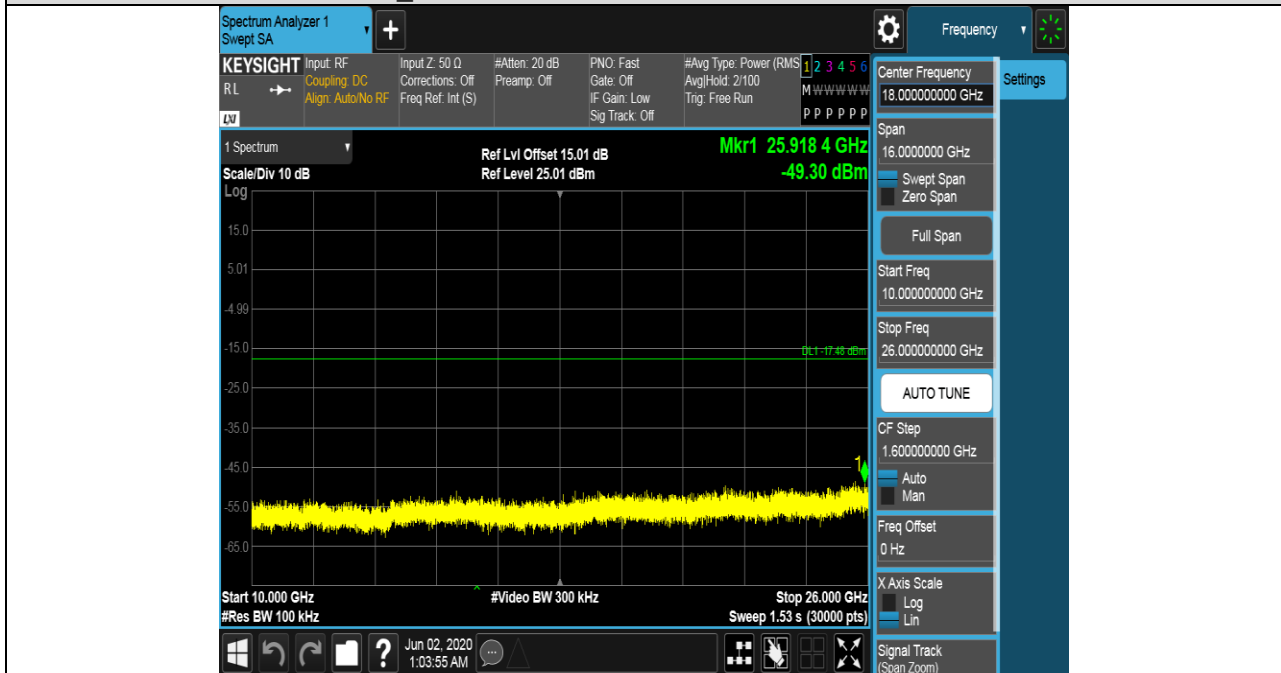 Spectrum Analyzer 1
Swept SA
+
Frequency
KEYSIGHT
RL
LXI
Input: RF
Coupling: DC
Align: Auto/No RF
Input Z: 50 Ω
Corrections: Off
Freq Ref: Int (S)
#Atten: 20 dB
Preamp: Off
PNO: Fast
Gate: Off
IF Gain: Low
Sig Track: Off
#Avg Type: Power (RMS
Avg|Hold: 2/100
Trig: Free Run
1 2 3 4 5 6
M W W W W W
P P P P P P
1 Spectrum
Scale/Div 10 dB
Log
Ref Lvl Offset 15.01 dB
Ref Level 25.01 dBm
Mkr1 25.918 4 GHz
-49.30 dBm
15.0
5.01
-4.99
-15.0
DL1 -17.48 dBm
-25.0
-35.0
-45.0
1
-55.0
-65.0
Start 10.000 GHz
#Video BW 300 kHz
Stop 26.000 GHz
#Res BW 100 kHz
Sweep 1.53 s (30000 pts)
?
Jun 02, 2020
1:03:55 AM
Center Frequency
18.000000000 GHz
Settings
Span
16.0000000 GHz
Swept Span
Zero Span
Full Span
Start Freq
10.000000000 GHz
Stop Freq
26.000000000 GHz
AUTO TUNE
CF Step
1.600000000 GHz
Auto
Man
Freq Offset
0 Hz
X Axis Scale
Log
Lin
Signal Track
(Span Zoom)